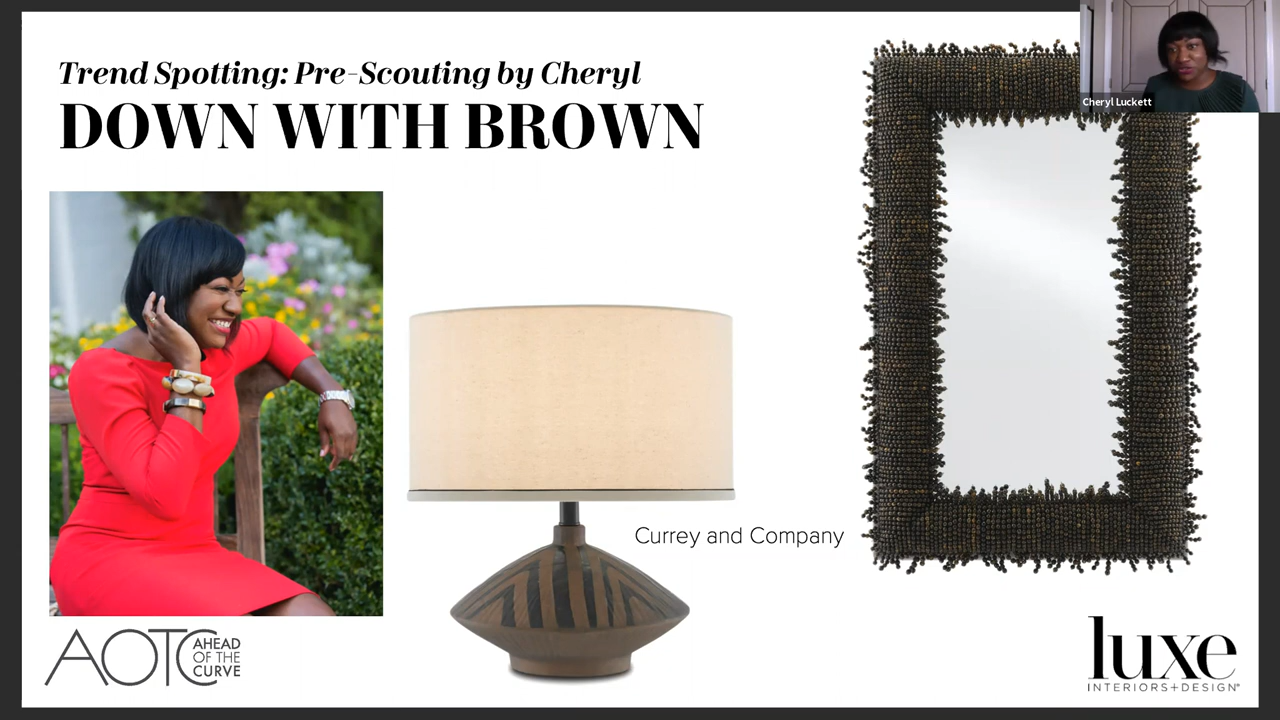 Trend Spotting: Pre-Scouting by Cheryl
DOWN WITH BROWN
Cheryl Luckett
Currey and Company
AOTC AHEAD
OF THE
CURVE
luxe
INTERIORS+DESIGN®